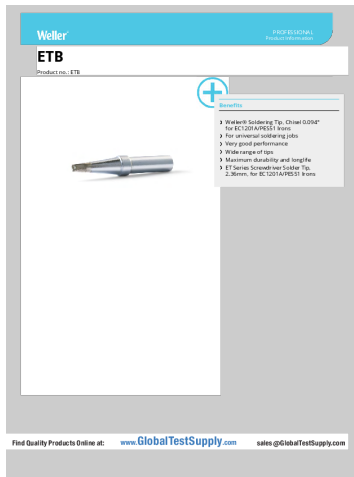 Weller®
PROFESSIONAL
Product Information
ETB
Product no.: ETB
Benefits
❯ Weller® Soldering Tip, Chisel 0.094"
for EC1201A/PES51 Irons
❯ For universal soldering jobs
❯ Very good performance
❯ Wide range of tips
❯ Maximum durability and longlife
❯ ET Series Screwdriver Solder Tip,
2.36mm, for EC1201A/PES51 Irons
Find Quality Products Online at: www.GlobalTestSupply.com sales@GlobalTestSupply.com